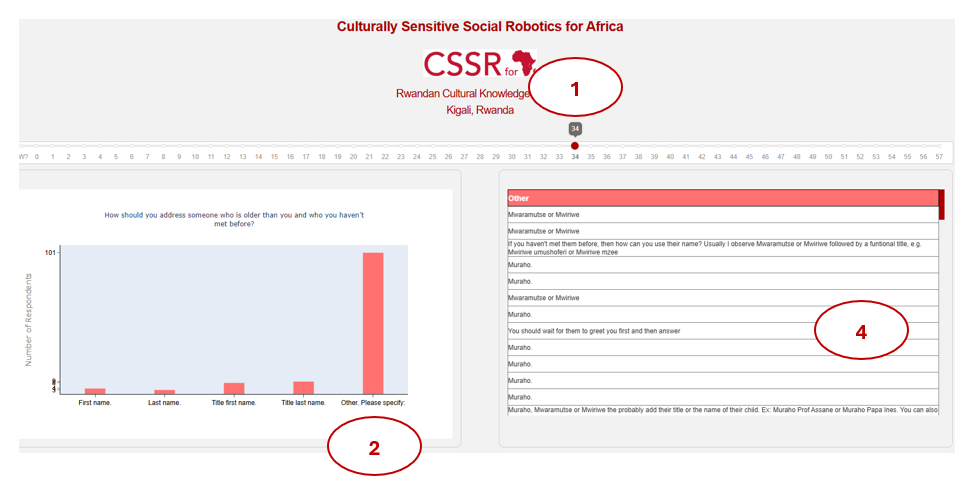 Culturally Sensitive Social Robotics for Africa
CSSR for
Rwandan Cultural Knowledge
1
Kigali, Rwanda
34
W? 0 1 2 3 4 5 6 7 8 9 10 11 12 13 14 15 16 17 18 19 20 21 22 23 24 25 26 27 28 29 30 31 32 33 34 35 36 37 38 39 40 41 42 43 44 45 46 47 48 49 50 51 52 53 54 55 56 57
How should you address someone who is older than you and who you haven't
met before?
101
Number of Respondents
4
3
First name. Last name. Title first name. Title last name. Other. Please specify:
2
Other
Mwaramutse or Mwiriwe
Mwaramutse or Mwiriwe
If you haven't met them before, then how can you use their name? Usually I observe Mwaramutse or Mwiriwe followed by a funtional title, e.g.
Mwiriwe umushoferi or Mwiriwe mzee
Muraho.
Muraho.
Mwaramutse or Mwiriwe
Muraho.
You should wait for them to greet you first and then answer
4
Muraho.
Muraho.
Muraho.
Muraho.
Muraho, Mwaramutse or Mwiriwe the probably add their title or the name of their child. Ex: Muraho Prof Assane or Muraho Papa Ines. You can also